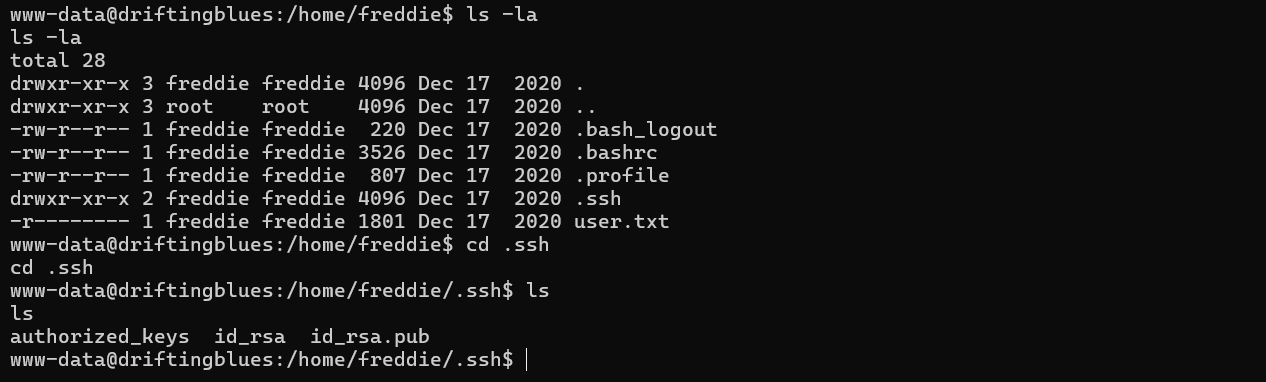 www-data@driftingblues:/home/freddie$ ls -la
ls -la
total 28
drwxr-xr-x 3 freddie freddie 4096 Dec 17  2020 .
drwxr-xr-x 3 root    root    4096 Dec 17  2020 ..
-rw-r--r-- 1 freddie freddie  220 Dec 17  2020 .bash_logout
-rw-r--r-- 1 freddie freddie 3526 Dec 17  2020 .bashrc
-rw-r--r-- 1 freddie freddie  807 Dec 17  2020 .profile
drwxr-xr-x 2 freddie freddie 4096 Dec 17  2020 .ssh
-r-------- 1 freddie freddie 1801 Dec 17  2020 user.txt
www-data@driftingblues:/home/freddie$ cd .ssh
cd .ssh
www-data@driftingblues:/home/freddie/.ssh$ ls
ls
authorized_keys  id_rsa  id_rsa.pub
www-data@driftingblues:/home/freddie/.ssh$